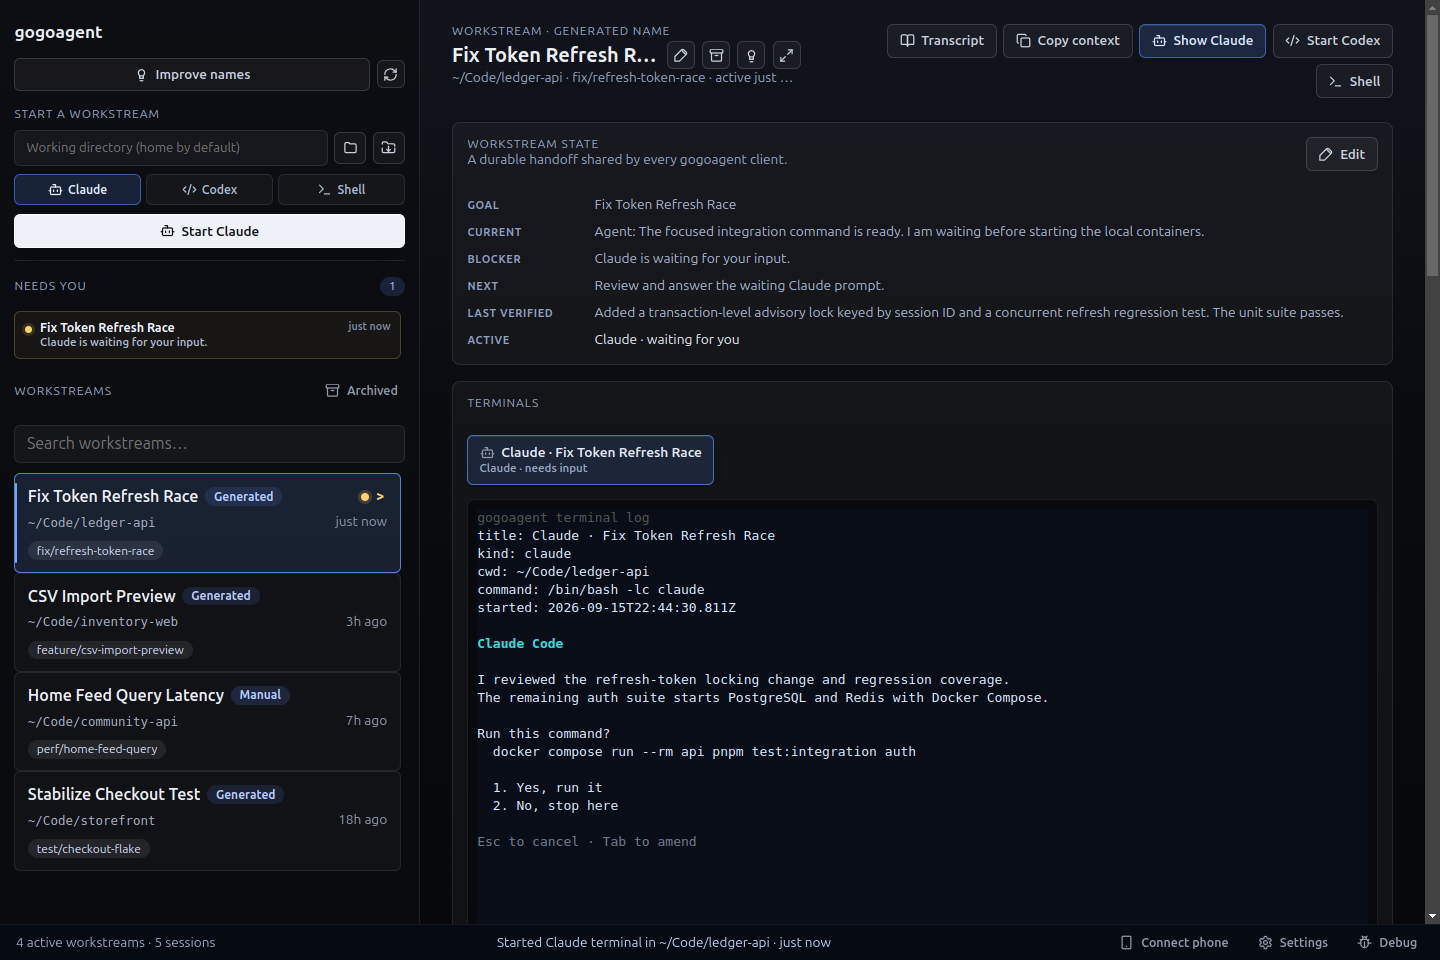 gogoagent
Improve names
START A WORKSTREAM
Working directory (home by default)
Claude
Codex
Shell
Start Claude
NEEDS YOU
1
Fix Token Refresh Race
just now
Claude is waiting for your input.
WORKSTREAMS
Archived
Search workstreams...
Fix Token Refresh Race
Generated
>
~/Code/ledger-api
just now
fix/refresh-token-race
CSV Import Preview
Generated
~/Code/inventory-web
3h ago
feature/csv-import-preview
Home Feed Query Latency
Manual
~/Code/community-api
7h ago
perf/home-feed-query
Stabilize Checkout Test
Generated
~/Code/storefront
18h ago
test/checkout-flake
WORKSTREAM · GENERATED NAME
Fix Token Refresh R...
~/Code/ledger-api · fix/refresh-token-race · active just ...
Transcript
Copy context
Show Claude
Start Codex
Shell
WORKSTREAM STATE
A durable handoff shared by every gogoagent client.
Edit
GOAL Fix Token Refresh Race
CURRENT Agent: The focused integration command is ready. I am waiting before starting the local containers.
BLOCKER Claude is waiting for your input.
NEXT Review and answer the waiting Claude prompt.
LAST VERIFIED Added a transaction-level advisory lock keyed by session ID and a concurrent refresh regression test. The unit suite passes.
ACTIVE Claude · waiting for you
TERMINALS
Claude · Fix Token Refresh Race
Claude · needs input
gogoagent terminal log
title: Claude · Fix Token Refresh Race
kind: claude
cwd: ~/Code/ledger-api
command: /bin/bash -lc claude
started: 2026-09-15T22:44:30.811Z
Claude Code
I reviewed the refresh-token locking change and regression coverage.
The remaining auth suite starts PostgreSQL and Redis with Docker Compose.
Run this command?
docker compose run --rm api pnpm test:integration auth
1. Yes, run it
2. No, stop here
Esc to cancel · Tab to amend
4 active workstreams · 5 sessions
Started Claude terminal in ~/Code/ledger-api · just now
Connect phone
Settings
Debug